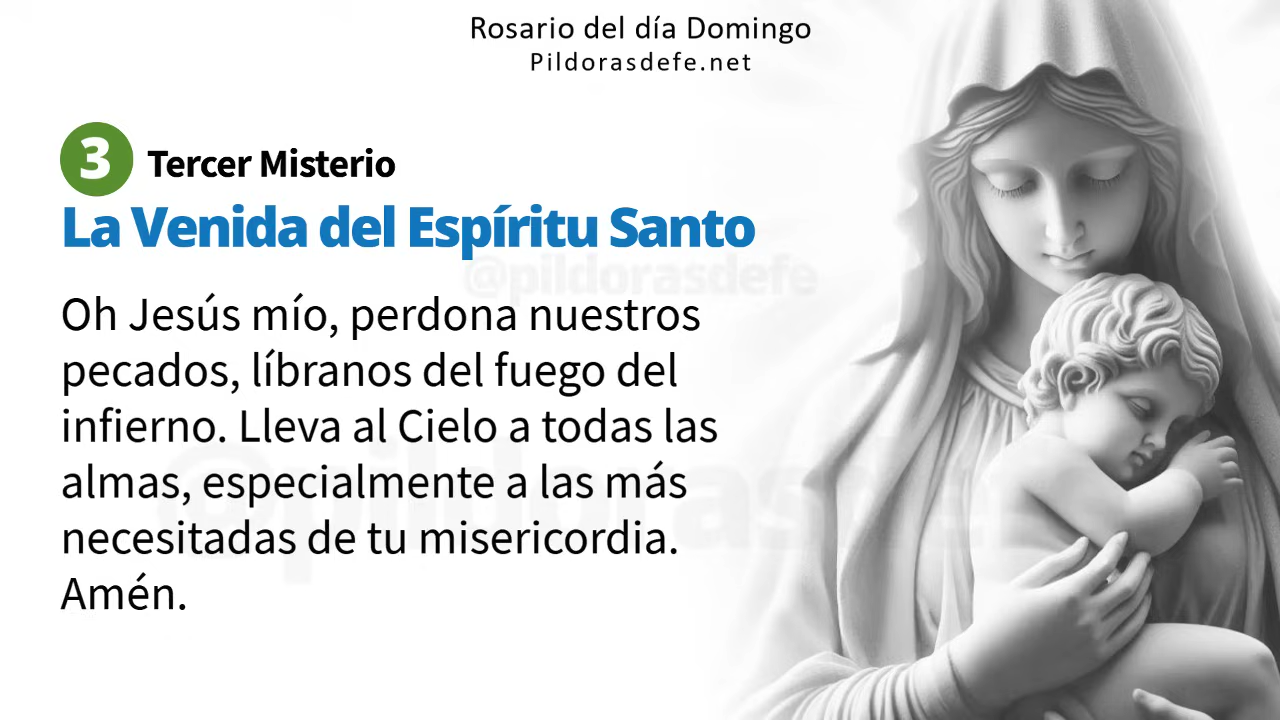 Rosario del día Domingo
Pildorasdefe.net
3 Tercer Misterio
La Venida del Espíritu Santo
@pildorasdefe
Oh Jesús mío, perdona nuestros
pecados, líbranos del fuego del
infierno. Lleva al Cielo a todas las
almas, especialmente a las más
necesitadas de tu misericordia.
Amén.
@pildorasdefe